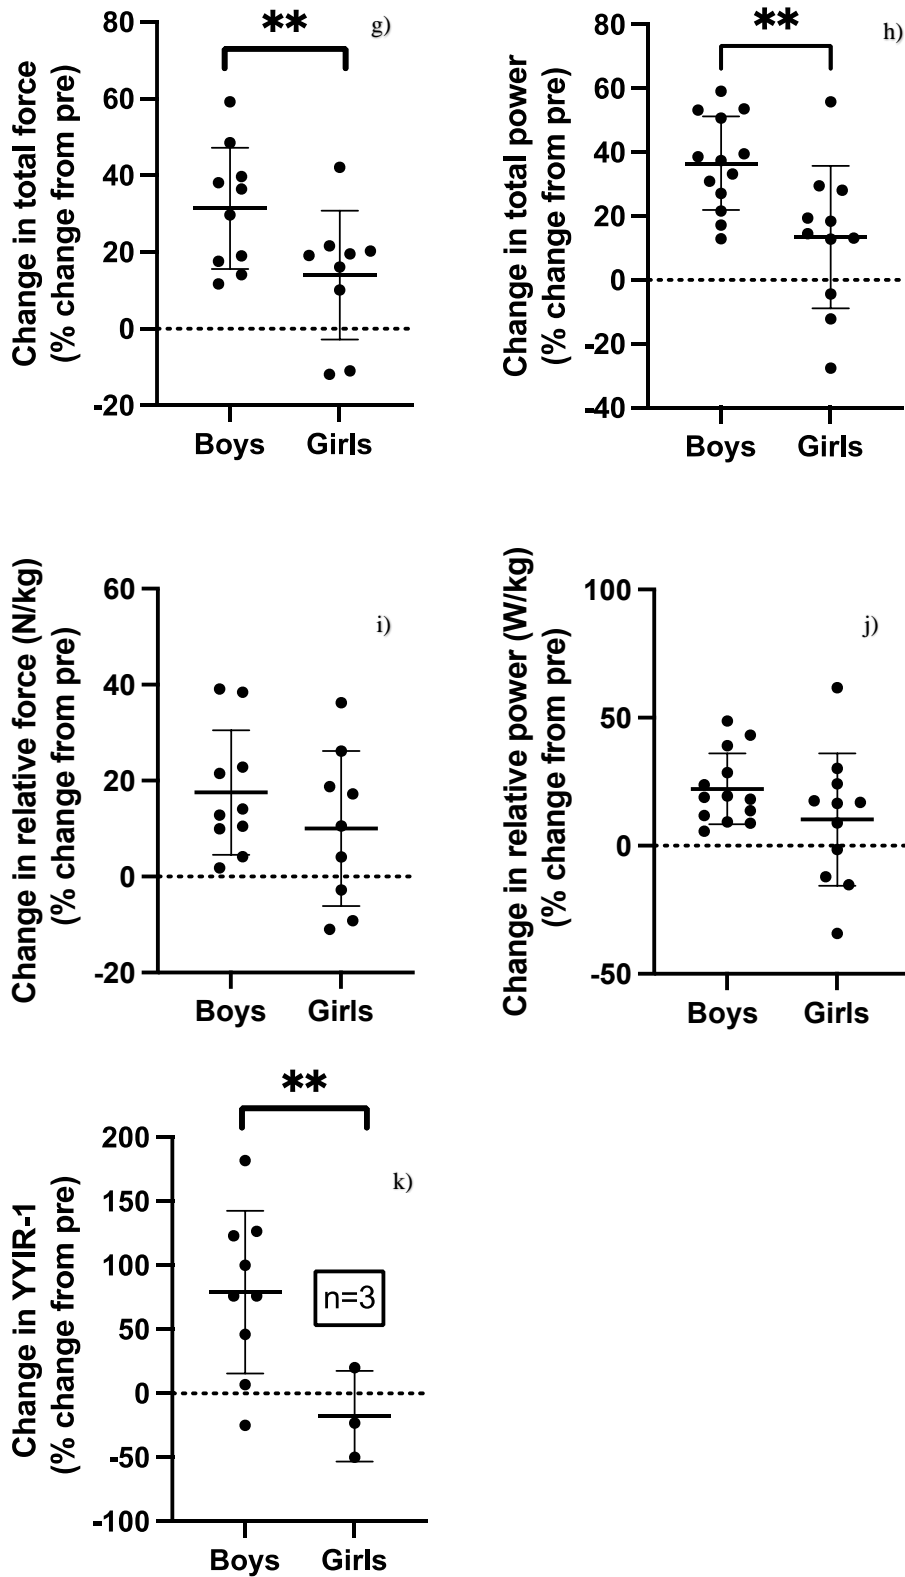 g)
**
Change in total force
(% change from pre)
80
60
40
20
0
-20
Boys Girls
h)
**
Change in total power
(% change from pre)
80
60
40
20
0
-20
-40
Boys Girls
i)
Change in relative force (N/kg)
(% change from pre)
60
40
20
0
-20
Boys Girls
j)
Change in relative power (W/kg)
(% change from pre)
100
50
0
-50
Boys Girls
k)
**
Change in YYIR-1
(% change from pre)
200
150
100
50
0
-50
-100
n=3
Boys Girls